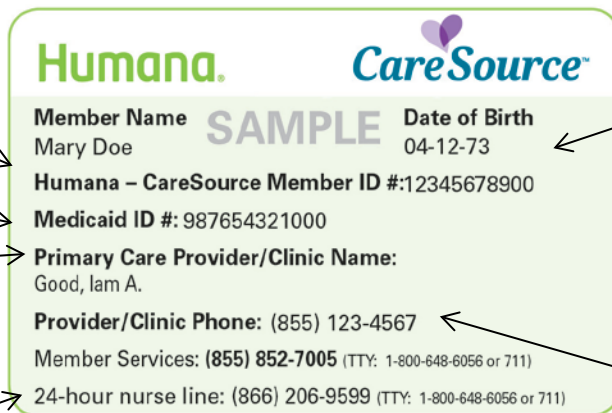 Humana. CareSource™
Member Name SAMPLE Date of Birth
Mary Doe 04-12-73
Humana – CareSource Member ID #:12345678900
Medicaid ID #: 987654321000
Primary Care Provider/Clinic Name:
Good, Iam A.
Provider/Clinic Phone: (855) 123-4567
Member Services: (855) 852-7005 (TTY: 1-800-648-6056 or 711)
24-hour nurse line: (866) 206-9599 (TTY: 1-800-648-6056 or 711)